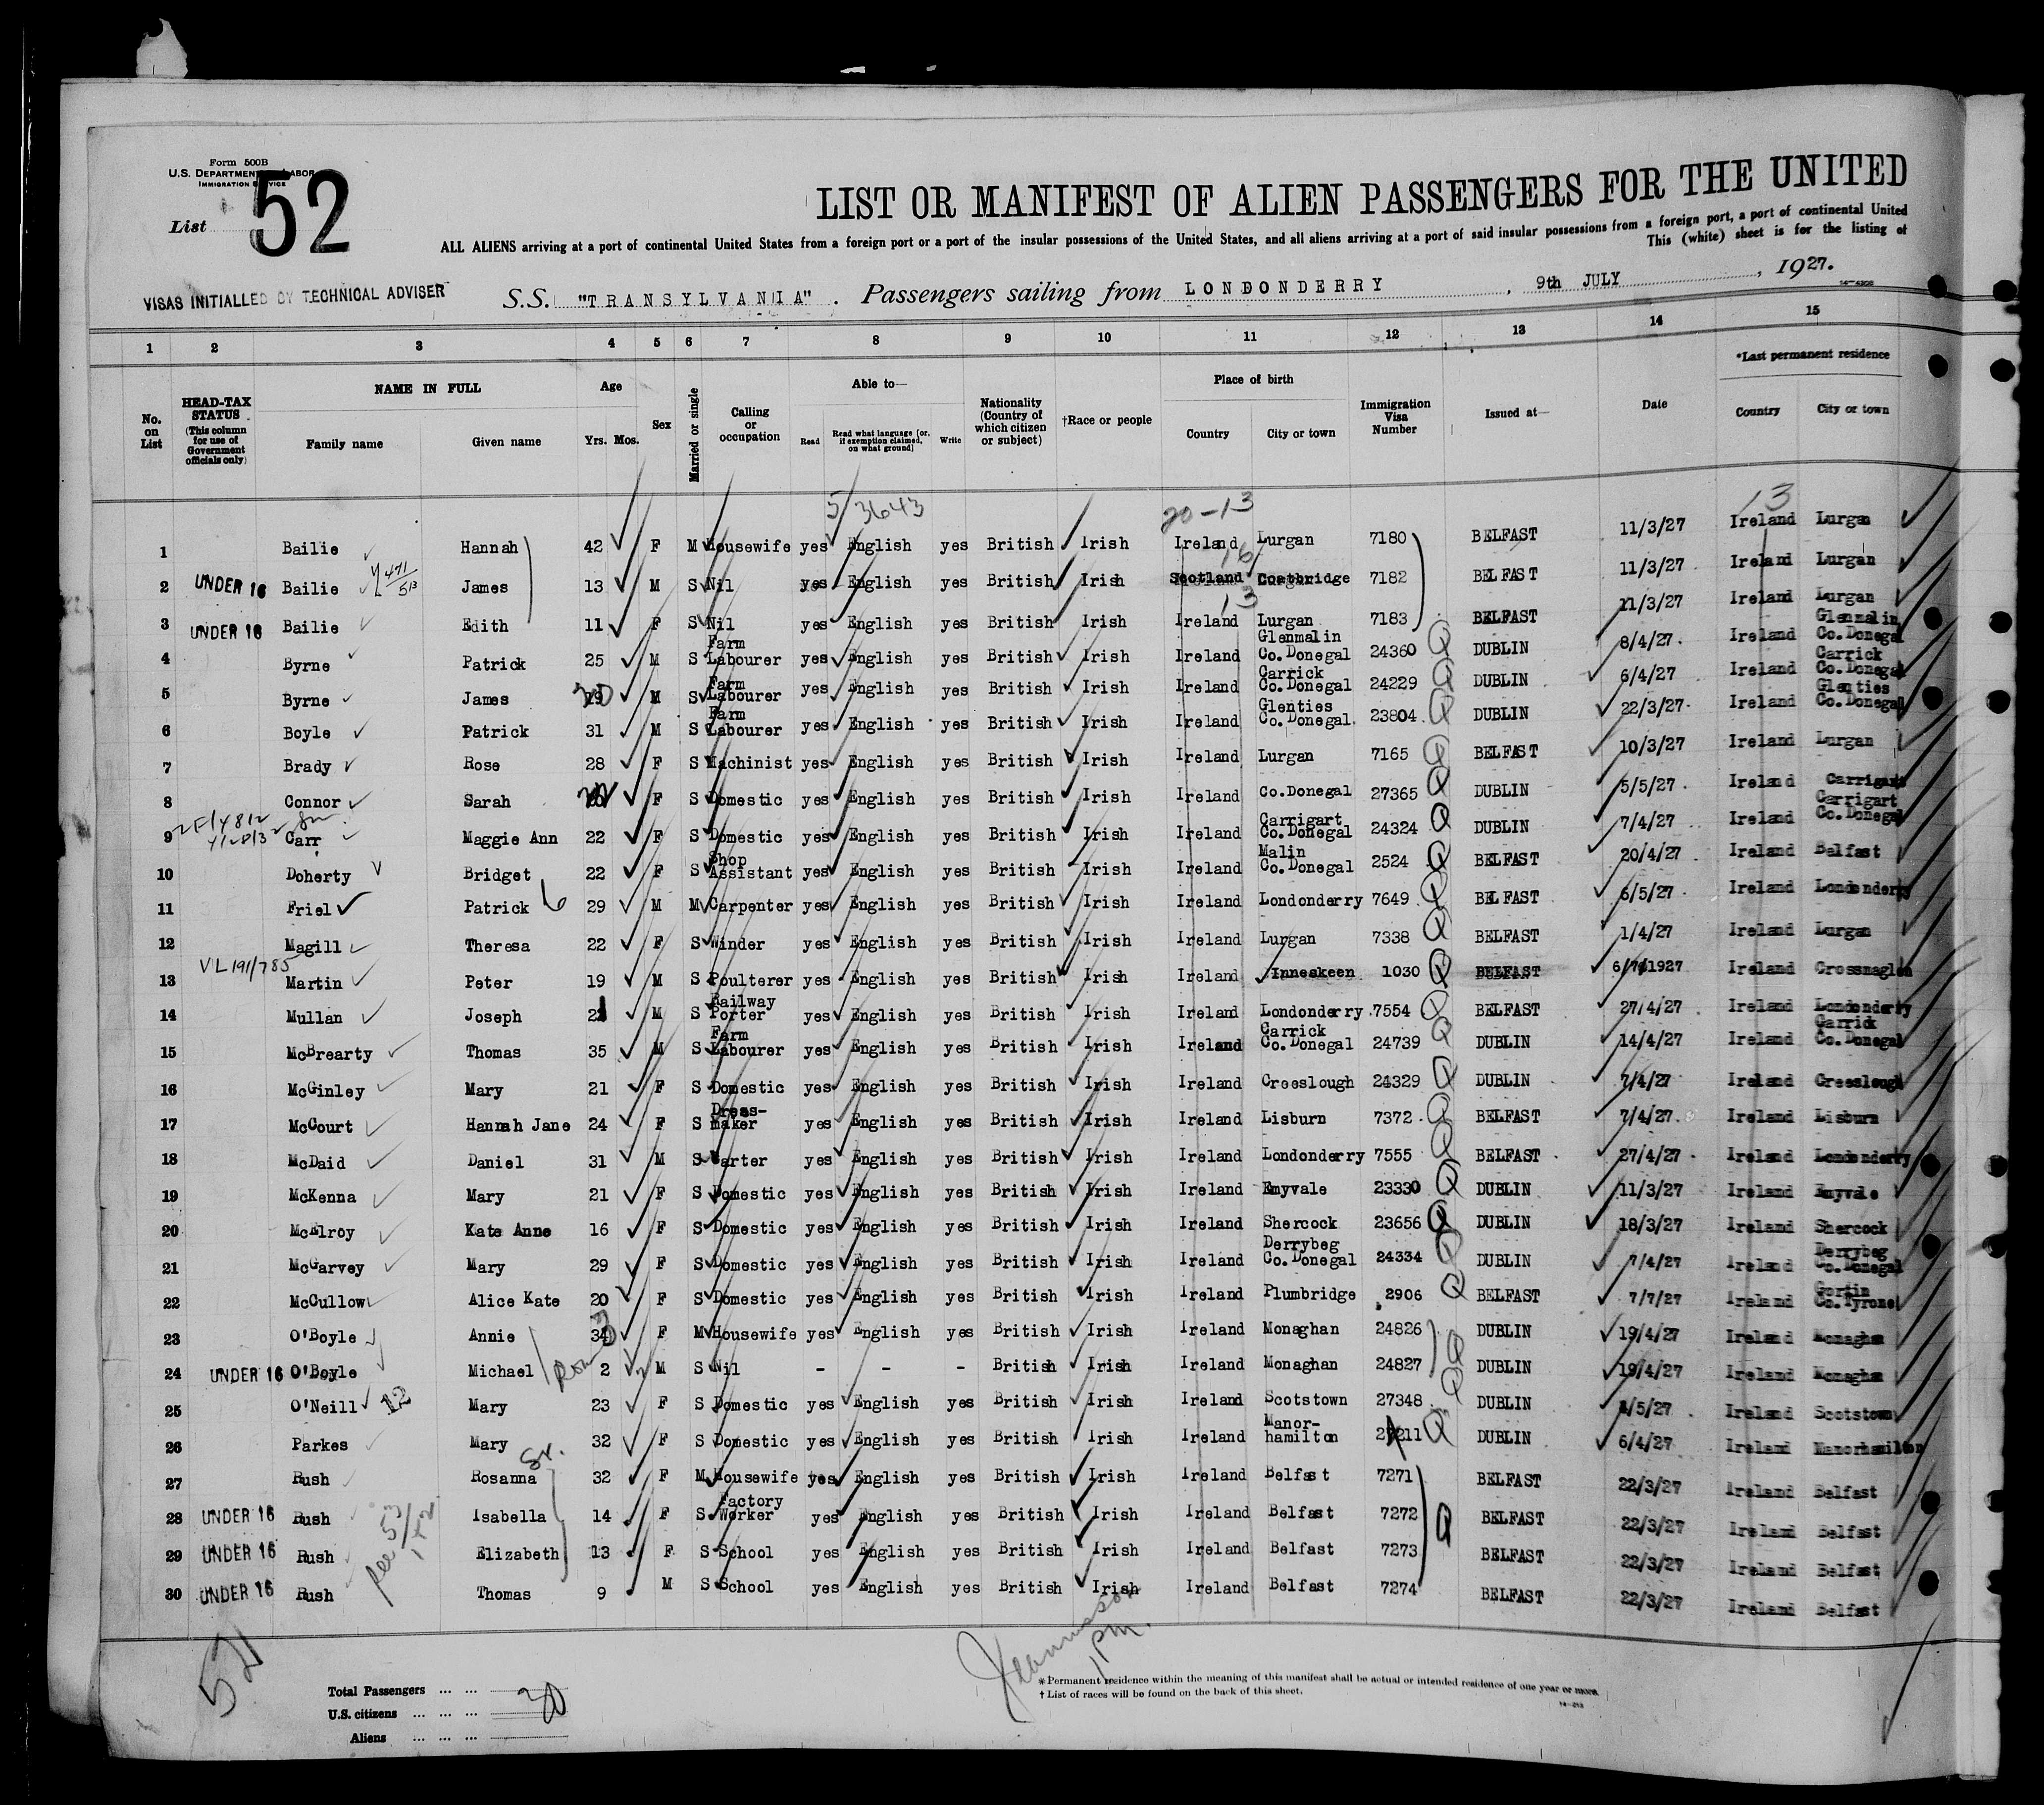 Form 500B
U.S. DEPARTMENT LABOR
IMMIGRATION SERVICE
List 52
LIST OR MANIFEST OF ALIEN PASSENGERS FOR THE UNITED
ALL ALIENS arriving at a port of continental United States from a foreign port or a port of the insular possessions of the United States, and all aliens arriving at a port of said insular possessions from a foreign port, a port of continental United
This (white) sheet is for the listing of
VISAS INITIALLED BY TECHNICAL ADVISER
S.S. "TRANSYLVANIA". Passengers sailing from LONDONDERRY, 9th JULY, 1927.
1 2 3 4 5 6 7 8 9 10 11 12 13 14 15
No. on List
HEAD-TAX STATUS (This column for use of Government officials only)
NAME IN FULL
Family name Given name
Age
Yrs. Mos.
Sex
Married or single
Calling or occupation
Able to—
Read Read what language (or, if exemption claimed, on what ground) Write
Nationality (Country of which citizen or subject)
†Race or people
Place of birth
Country City or town
Immigration Visa Number
Issued at—
Date
*Last permanent residence
Country City or town
5/3643 20-13 13
1 Bailie Hannah 42 F M Housewife yes English yes British Irish Ireland Lurgan 7180 BELFAST 11/3/27 Ireland Lurgan
16
2 UNDER 16 Bailie 471/513 James 13 M S Nil yes English yes British Irish Scotland Coatbridge 7182 BELFAST 11/3/27 Ireland Lurgan
13
3 UNDER 16 Bailie Edith 11 F S Nil yes English yes British Irish Ireland Lurgan 7183 BELFAST 11/3/27 Ireland Lurgan
4 Byrne Patrick 25 M S Farm Labourer yes English yes British Irish Ireland Glenmalin Co.Donegal 24360 DUBLIN 8/4/27. Ireland Glenmalin Co.Donegal
5 Byrne James M S Farm Labourer yes English yes British Irish Ireland Carrick Co.Donegal 24229 DUBLIN 6/4/27 Ireland Carrick Co.Donegal
6 Boyle Patrick 31 M S Farm Labourer yes English yes British Irish Ireland Glenties Co.Donegal. 23804 DUBLIN 22/3/27. Ireland Glenties Co.Donegal
7 Brady Rose 28 F S Machinist yes English yes British Irish Ireland Lurgan 7165 BELFAST 10/3/27 Ireland Lurgan
8 Connor Sarah F S Domestic yes English yes British Irish Ireland Co.Donegal 27365 DUBLIN 5/5/27 Ireland Carrigart
9 Carr Maggie Ann 22 F S Domestic yes English yes British Irish Ireland Carrigart Co.Donegal 24324 DUBLIN 7/4/27 Ireland Carrigart Co.Donegal
10 Doherty Bridget 22 F S Shop Assistant yes English yes British Irish Ireland Malin Co.Donegal 2524 BELFAST 20/4/27 Ireland Belfast
11 Friel Patrick 6 29 M M Carpenter yes English yes British Irish Ireland Londonderry 7649 BELFAST 6/5/27 Ireland Londonderry
12 Magill Theresa 22 F S Winder yes English yes British Irish Ireland Lurgan 7338 BELFAST 1/4/27 Ireland Lurgan
VL191/785
13 Martin Peter 19 M S Poulterer yes English yes British Irish Ireland Inneskeen 1030 BELFAST 6/7/1927 Ireland Crossmaglen
14 Mullan Joseph 21 M S Railway Porter yes English yes British Irish Ireland Londonderry 7554 BELFAST 27/4/27 Ireland Londonderry
15 McBrearty Thomas 35 M S Farm Labourer yes English yes British Irish Ireland Carrick Co.Donegal 24739 DUBLIN 14/4/27 Ireland Carrick Co.Donegal
16 McGinley Mary 21 F S Domestic yes English yes British Irish Ireland Creeslough 24329 DUBLIN 7/4/27 Ireland Creeslough
17 McCourt Hannah Jane 24 F S Dress-maker yes English yes British Irish Ireland Lisburn 7372 BELFAST 7/4/27. Ireland Lisburn
18 McDaid Daniel 31 M S Carter yes English yes British Irish Ireland Londonderry 7555 BELFAST 27/4/27 Ireland Londonderry
19 McKenna Mary 21 F S Domestic yes English yes British Irish Ireland Emyvale 23330 DUBLIN 11/3/27 Ireland Emyvale
20 McElroy Kate Anne 16 F S Domestic yes English yes British Irish Ireland Shercock 23656 DUBLIN 18/3/27 Ireland Shercock
21 McGarvey Mary 29 F S Domestic yes English yes British Irish Ireland Derrybeg Co.Donegal 24334 DUBLIN 7/4/27 Ireland Derrybeg Co.Donegal
22 McCullow Alice Kate 20 F S Domestic yes English yes British Irish Ireland Plumbridge 2906 BELFAST 7/7/27 Ireland Gortin Co.Tyrone
23 O'Boyle Annie 34 F M Housewife yes English yes British Irish Ireland Monaghan 24826 DUBLIN 19/4/27 Ireland Monaghan
24 UNDER 16 O'Boyle Michael 2 M S Nil - - - British Irish Ireland Monaghan 24827 DUBLIN 19/4/27 Ireland Monaghan
25 O'Neill 12 Mary 23 F S Domestic yes English yes British Irish Ireland Scotstown 27348 DUBLIN /5/27 Ireland Scotstown
26 Parkes Mary 32 F S Domestic yes English yes British Irish Ireland Manor-hamilton DUBLIN 6/4/27 Ireland Manorhamilton
27 Rush Rosanna Sr. 32 F M Housewife yes English yes British Irish Ireland Belfast 7271 BELFAST 22/3/27 Ireland Belfast
28 UNDER 16 Rush Isabella 14 F S Factory Worker yes English yes British Irish Ireland Belfast 7272 BELFAST 22/3/27 Ireland Belfast
29 UNDER 16 Rush Elizabeth 13 F S School yes English yes British Irish Ireland Belfast 7273 BELFAST 22/3/27 Ireland Belfast
30 UNDER 16 Rush Thomas 9 M S School yes English yes British Irish Ireland Belfast 7274 BELFAST 22/3/27 Ireland Belfast
1 PM.
Total Passengers ... ... 30
U.S. citizens ... ... ...
Aliens ... ... ...
*Permanent residence within the meaning of this manifest shall be actual or intended residence of one year or more.
†List of races will be found on the back of this sheet.